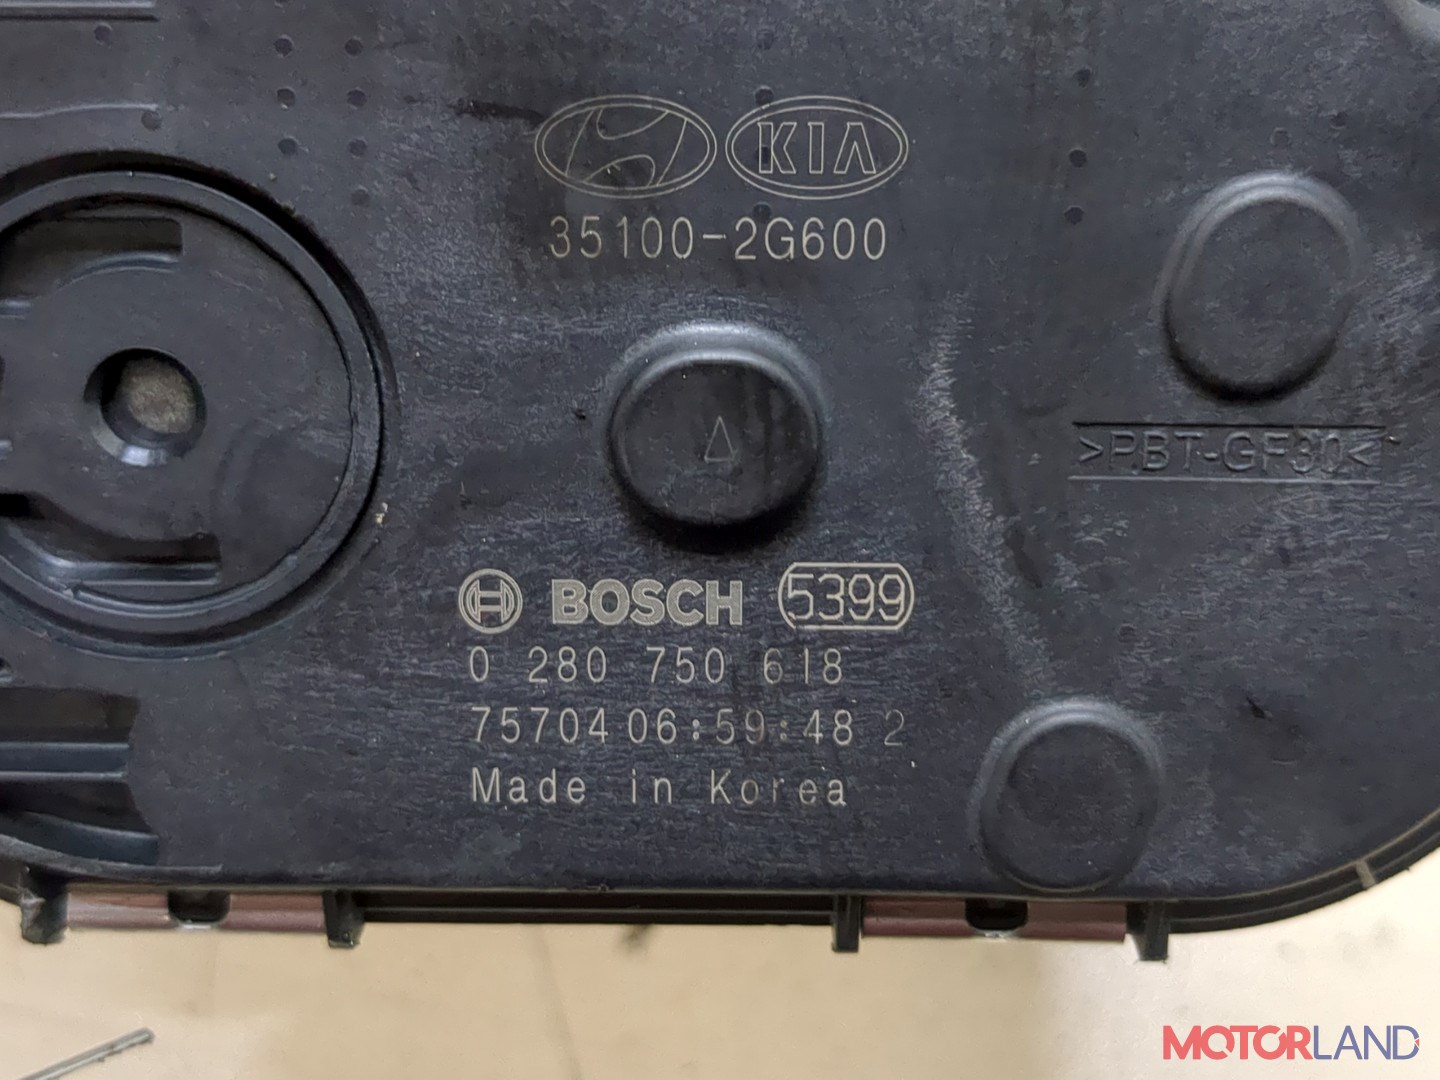 KIA
35100-2G600
>PBT-GF30<
BOSCH 5399
0 280 750 618
75704 06:59:48 2
Made in Korea
MOTORLAND